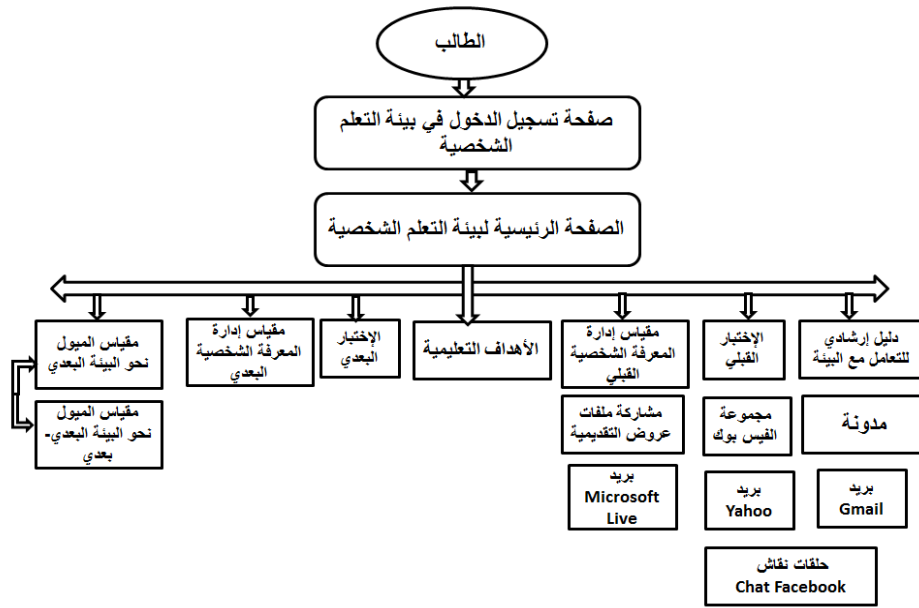 الطالب
صفحة تسجيل الدخول في بيئة التعلم
الشخصية
الصفحة الرئيسية لبيئة التعلم الشخصية
دليل إرشادي
للتعامل مع البيئة
الإختبار
القبلي
مقياس إدارة
المعرفة الشخصية
القبلي
الأهداف التعليمية
الإختبار
البعدي
مقياس إدارة
المعرفة الشخصية
البعدي
مقياس الميول
نحو البيئة البعدي
مدونة
مجموعة
الفيس بوك
مشاركة ملفات
عروض التقديمية
مقياس الميول
نحو البيئة البعدي-
بعدي
بريد
Gmail
بريد
Yahoo
بريد
Microsoft
Live
حلقات نقاش
Chat Facebook